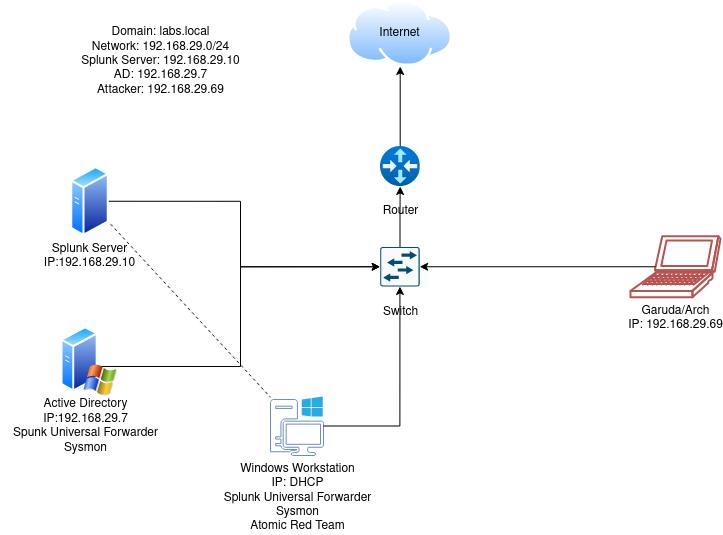 Domain: labs.local
Network: 192.168.29.0/24
Splunk Server: 192.168.29.10
AD: 192.168.29.7
Attacker: 192.168.29.69
Internet
Router
Splunk Server
IP:192.168.29.10
Switch
Garuda/Arch
IP: 192.168.29.69
Active Directory
IP:192.168.29.7
Spunk Universal Forwarder
Sysmon
Windows Workstation
IP: DHCP
Splunk Universal Forwarder
Sysmon
Atomic Red Team